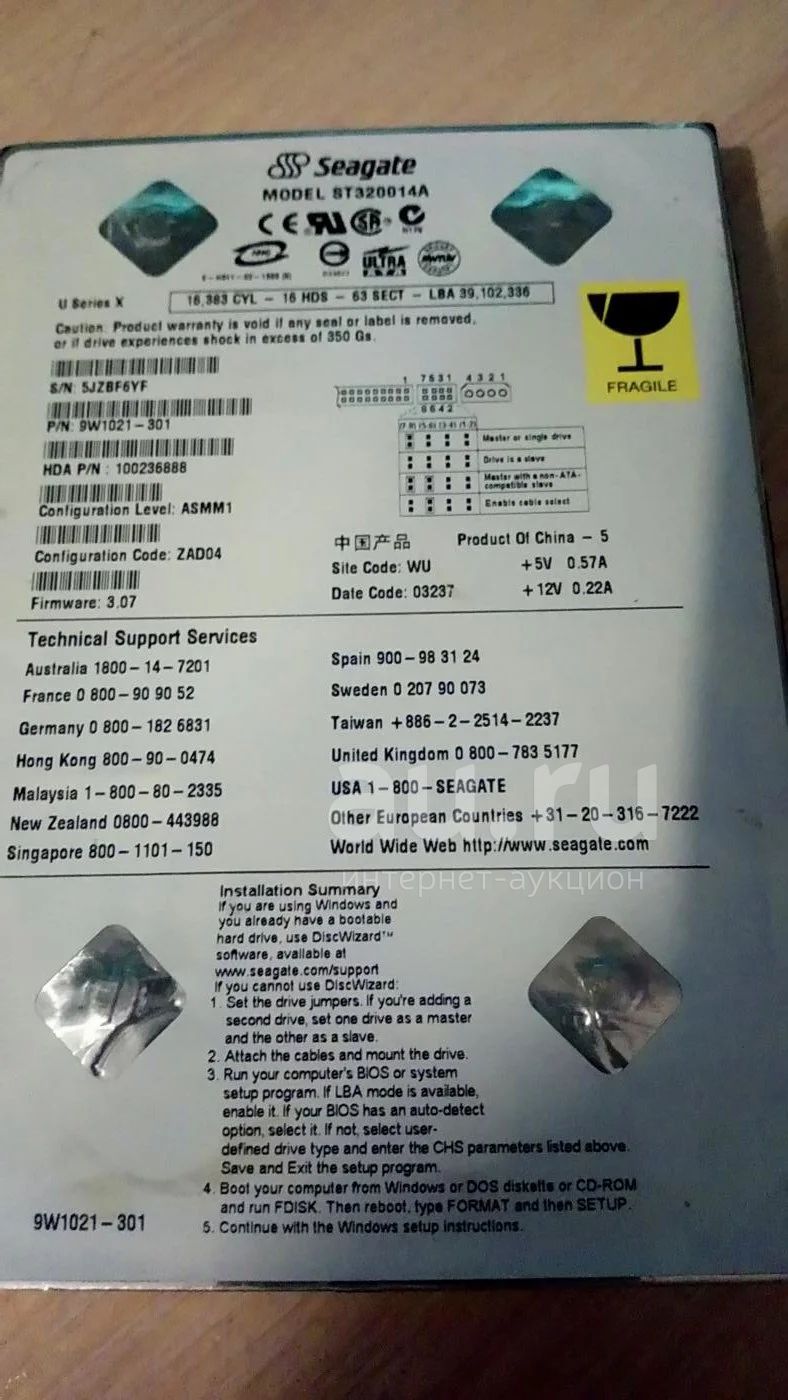 Seagate
MODEL ST320014A
ULTRA
U Series X
16,383 CYL - 16 HDS - 63 SECT - LBA 39,102,336
Caution. Product warranty is void if any seal or label is removed,
or if drive experiences shock in excess of 350 Gs.
FRAGILE
S/N: 5JZBF6YF
P/N: 9W1021-301
HDA P/N : 100236888
Configuration Level: ASMM1
Configuration Code: ZAD04
Firmware: 3.07
1 7531 4321
8642
(7-8) (5-6) (3-4) (1-2)
Master or single drive
Drive is a slave
Master with a non-ATA-
compatible slave
Enable cable select
中国产品 Product Of China - 5
Site Code: WU +5V 0.57A
Date Code: 03237 +12V 0.22A
Technical Support Services
Australia 1800-14-7201
France 0 800-90 90 52
Germany 0 800-182 6831
Hong Kong 800-90-0474
Malaysia 1-800-80-2335
New Zealand 0800-443988
Singapore 800-1101-150
Spain 900-98 31 24
Sweden 0 207 90 073
Taiwan +886-2-2514-2237
United Kingdom 0 800-783 5177
USA 1-800-SEAGATE
Other European Countries +31-20-316-7222
World Wide Web http://www.seagate.com
au.ru
интернет-аукцион
Installation Summary
If you are using Windows and
you already have a bootable
hard drive, use DiscWizard™
software, available at
www.seagate.com/support
If you cannot use DiscWizard:
1. Set the drive jumpers. If you're adding a
second drive, set one drive as a master
and the other as a slave.
2. Attach the cables and mount the drive.
3. Run your computer's BIOS or system
setup program. If LBA mode is available,
enable it. If your BIOS has an auto-detect
option, select it. If not, select user-
defined drive type and enter the CHS parameters listed above.
Save and Exit the setup program.
4. Boot your computer from Windows or DOS diskette or CD-ROM
and run FDISK. Then reboot, type FORMAT and then SETUP.
5. Continue with the Windows setup instructions.
9W1021-301